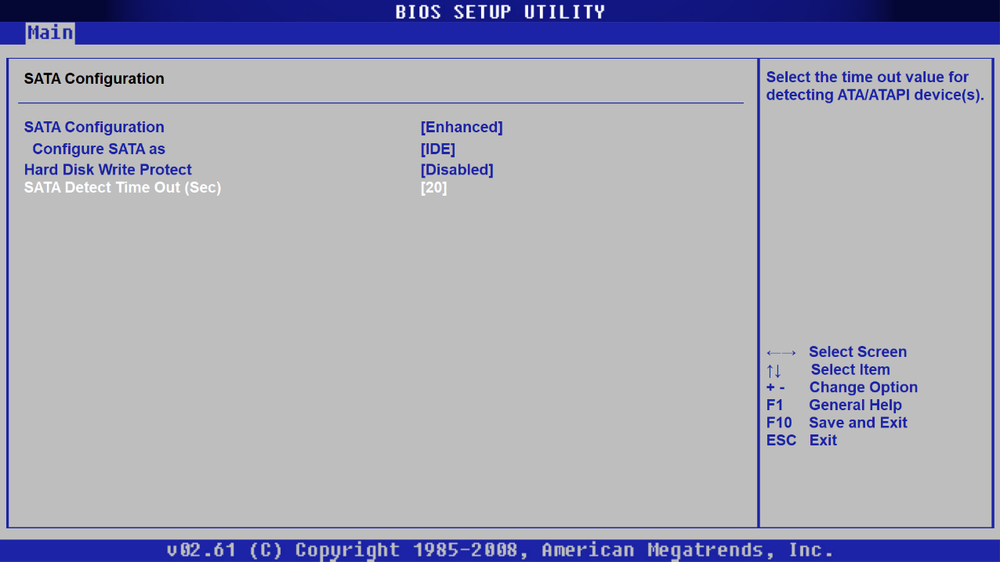 BIOS SETUP UTILITY
Main
SATA Configuration
SATA Configuration [Enhanced]
Configure SATA as [IDE]
Hard Disk Write Protect [Disabled]
SATA Detect Time Out (Sec) [20]
Select the time out value for
detecting ATA/ATAPI device(s).
←→ Select Screen
↑↓ Select Item
+ - Change Option
F1 General Help
F10 Save and Exit
ESC Exit
v02.61 (C) Copyright 1985-2008, American Megatrends, Inc.